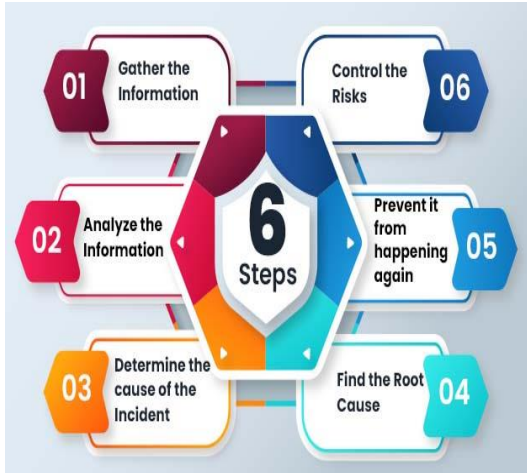 01
Gather the
Information
02
Analyze the
Information
03
Determine the
cause of the
Incident
6
Steps
Control the
Risks
06
Prevent it
from
happening
again
05
Find the Root
Cause
04